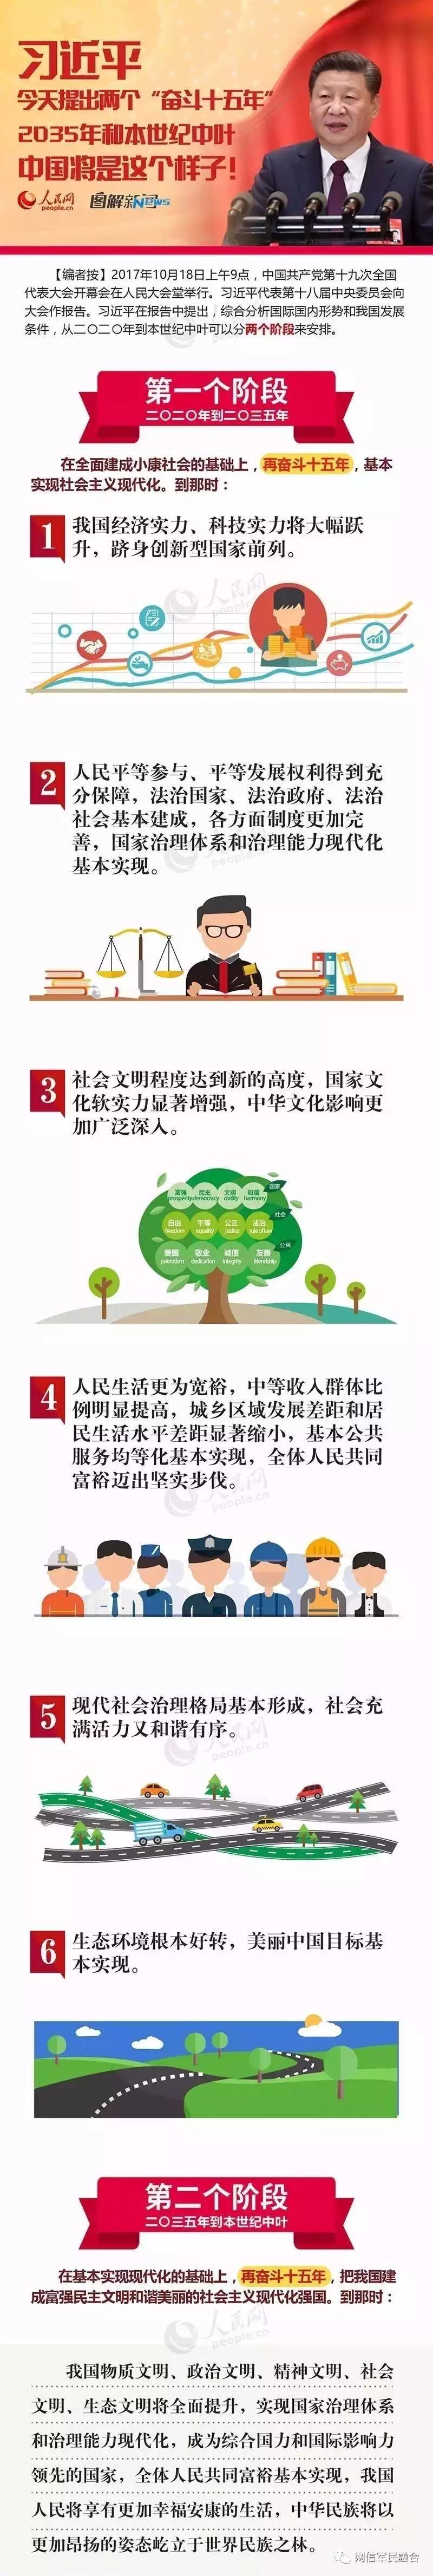 习近平
今天提出两个“奋斗十五年”
2035年和本世纪中叶
中国将是这个样子！
人民网
people.cn
图解新闻
NEWS
【编者按】2017年10月18日上午9点，中国共产党第十九次全国
代表大会开幕会在人民大会堂举行。习近平代表第十八届中央委员会向
大会作报告。习近平在报告中提出，综合分析国际国内形势和我国发展
条件，从二〇二〇年到本世纪中叶可以分两个阶段来安排。
第一个阶段
二〇二〇年到二〇三五年
在全面建成小康社会的基础上，再奋斗十五年，基本
实现社会主义现代化。到那时：
1
我国经济实力、科技实力将大幅跃
升，跻身创新型国家前列。
人民网
people.cn
2
人民平等参与、平等发展权利得到充
分保障，法治国家、法治政府、法治
社会基本建成，各方面制度更加完
善，国家治理体系和治理能力现代化
基本实现。
people.cn
3
社会文明程度达到新的高度，国家文
化软实力显著增强，中华文化影响更
加广泛深入。
富强 民主 文明 和谐 国家
prosperity democracy civility harmony
社会
自由 平等 公正 法治
freedom equality justice rule of law
公民
爱国 敬业 诚信 友善
patriotism dedication integrity friendship
4
人民生活更为宽裕，中等收入群体比
例明显提高，城乡区域发展差距和居
民生活水平差距显著缩小，基本公共
服务均等化基本实现，全体人民共同
富裕迈出坚实步伐。
people.cn
5
现代社会治理格局基本形成，社会充
满活力又和谐有序。
人民网
people.cn
6
生态环境根本好转，美丽中国目标基
本实现。
第二个阶段
二〇三五年到本世纪中叶
在基本实现现代化的基础上，再奋斗十五年，把我国建
成富强民主文明和谐美丽的社会主义现代化强国。到那时：
人民网
people.cn
我国物质文明、政治文明、精神文明、社会
文明、生态文明将全面提升，实现国家治理体系
和治理能力现代化，成为综合国力和国际影响力
领先的国家，全体人民共同富裕基本实现，我国
人民将享有更加幸福安康的生活，中华民族将以
更加昂扬的姿态屹立于世界民族之林。
网信军民融合